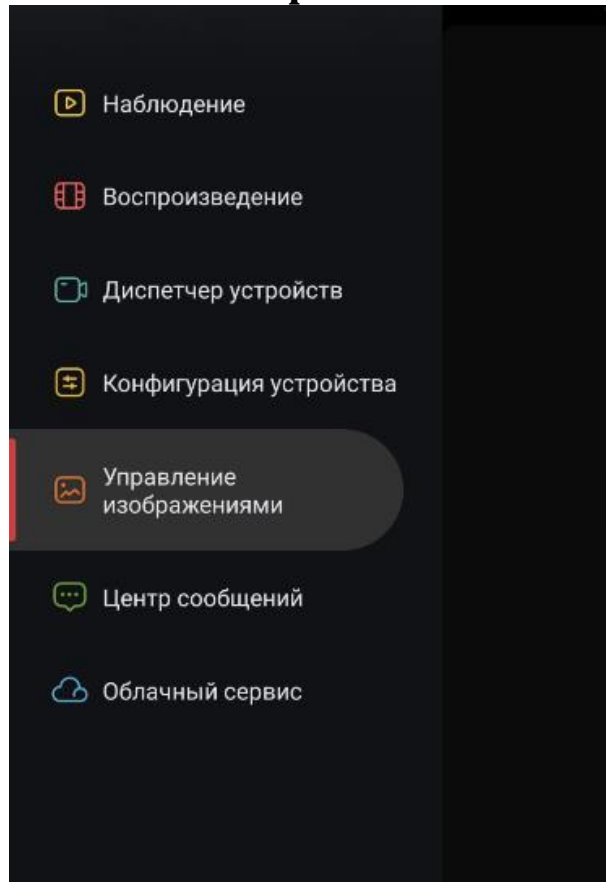 Наблюдение
Воспроизведение
Диспетчер устройств
Конфигурация устройства
Управление
изображениями
Центр сообщений
Облачный сервис